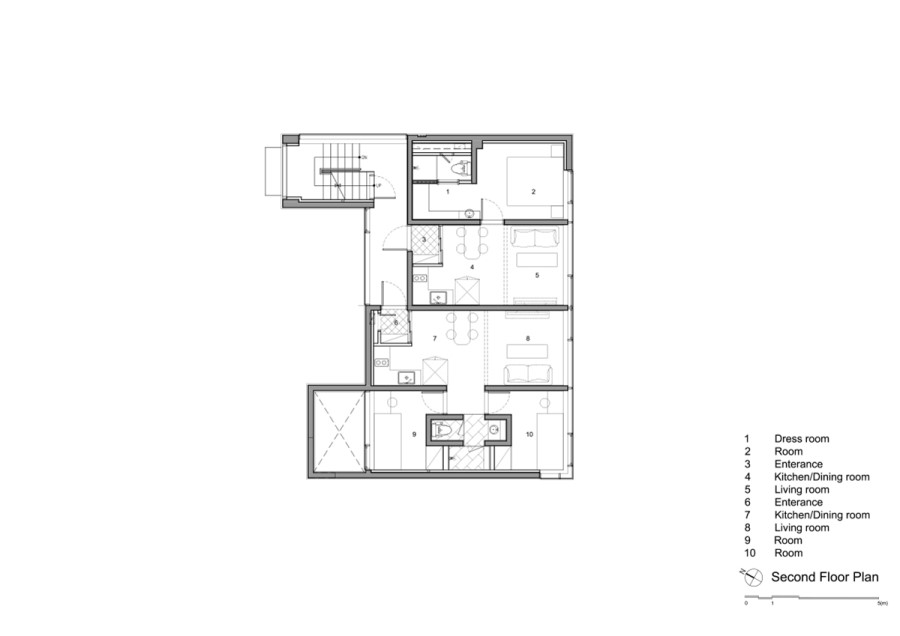 DN
UP
1
2
3
4
5
6
7
8
9
10
1 Dress room
2 Room
3 Enterance
4 Kitchen/Dining room
5 Living room
6 Enterance
7 Kitchen/Dining room
8 Living room
9 Room
10 Room
N
Second Floor Plan
0 1 5(m)